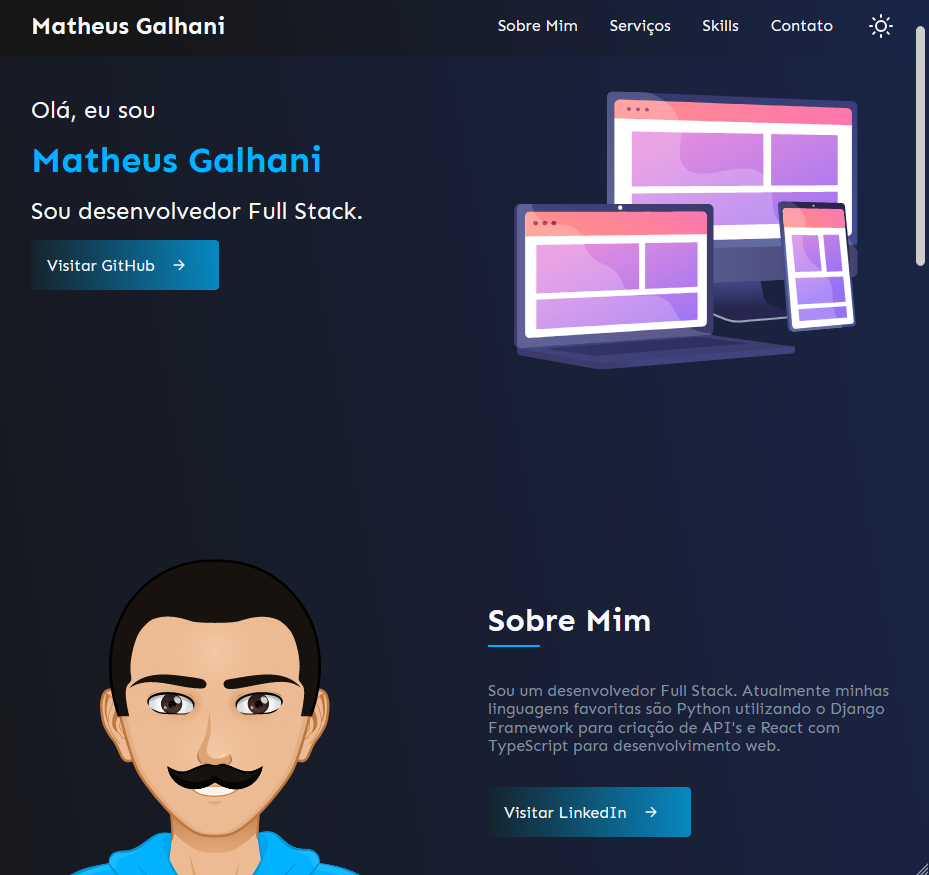 Matheus Galhani
Sobre Mim
Serviços
Skills
Contato
Olá, eu sou
Matheus Galhani
Sou desenvolvedor Full Stack.
Visitar GitHub
Sobre Mim
Sou um desenvolvedor Full Stack. Atualmente minhas
linguagens favoritas são Python utilizando o Django
Framework para criação de API's e React com
TypeScript para desenvolvimento web.
Visitar LinkedIn